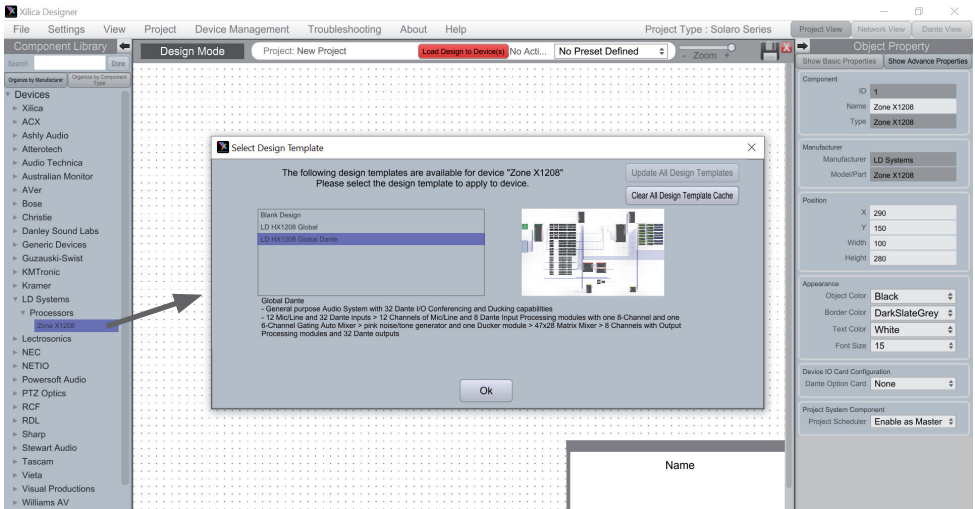 Xilica Designer
File Settings View Project Device Management Troubleshooting About Help Project Type : Solaro Series Project View Network View Dante View
Component Library
Search Done
Organize by Manufacturer Organize by Component Type
Devices
Xilica
ACX
Ashly Audio
Atterotech
Audio Technica
Australian Monitor
AVer
Bose
Christie
Danley Sound Labs
Generic Devices
Guzauski-Swist
KMTronic
Kramer
LD Systems
Processors
Zone X1208
Lectrosonics
NEC
NETIO
Powersoft Audio
PTZ Optics
RCF
RDL
Sharp
Stewart Audio
Tascam
Vieta
Visual Productions
Williams AV
Design Mode Project: New Project Load Design to Device(s) No Acti... No Preset Defined - Zoom +
Select Design Template
The following design templates are available for device "Zone X1208"
Please select the design template to apply to device.
Update All Design Templates
Clear All Design Template Cache
Blank Design
LD HX1208 Global
LD HX1208 Global Dante
Global Dante
- General purpose Audio System with 32 Dante I/O Conferencing and Ducking capabilities
- 12 Mic/Line and 32 Dante inputs > 12 Channels of Mic/Line and 8 Dante Input Processing modules with one 8-Channel and one
6-Channel Gating Auto Mixer > pink noise/tone generator and one Ducker module > 47x28 Matrix Mixer > 8 Channels with Output
Processing modules and 32 Dante outputs
Ok
Name
Object Property
Show Basic Properties Show Advance Properties
Component
ID 1
Name Zone X1208
Type Zone X1208
Manufacturer
Manufacturer LD Systems
Model/Part Zone X1208
Position
X 290
Y 150
Width 100
Height 280
Appearance
Object Color Black
Border Color DarkSlateGrey
Text Color White
Font Size 15
Device IO Card Configuration
Dante Option Card None
Project System Component
Project Scheduler Enable as Master